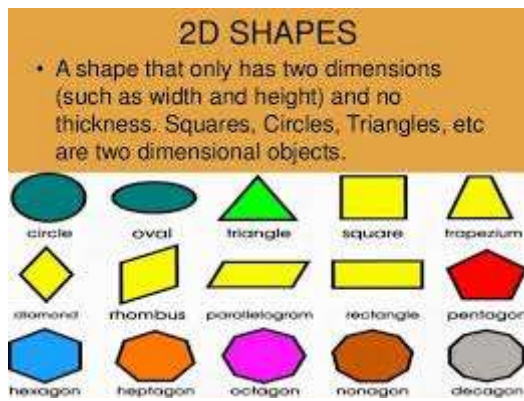 2D SHAPES
• A shape that only has two dimensions
(such as width and height) and no
thickness. Squares, Circles, Triangles, etc
are two dimensional objects.
circle oval triangle square trapezium
diamond rhombus parallelogram rectangle pentagon
hexagon heptagon octagon nonagon decagon